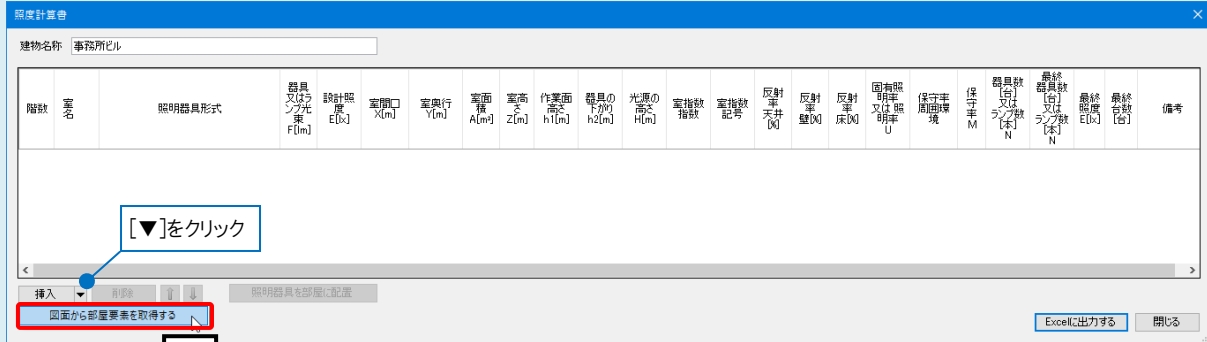 照度計算書
建物名称 事務所ビル
階数
室名
照明器具形式
器具又はランプ光束F[lm]
設計照度E[lx]
室間口X[m]
室奥行Y[m]
室面積A[m²]
室高さZ[m]
作業面高さh1[m]
器具の下がりh2[m]
光源の高さH[m]
室指数指数
室指数記号
反射率天井[%]
反射率壁[%]
反射率床[%]
固有照明率又は照明率U
保守率周囲環境
保守率M
器具数[台]又はランプ数[本]N
最終器具数[台]又はランプ数[本]N
最終照度E[lx]
最終台数[台]
備考
[▼]をクリック
挿入 ▼ 削除 ⇧ ⇩ 照明器具を部屋に配置
図面から部屋要素を取得する
Excelに出力する 閉じる